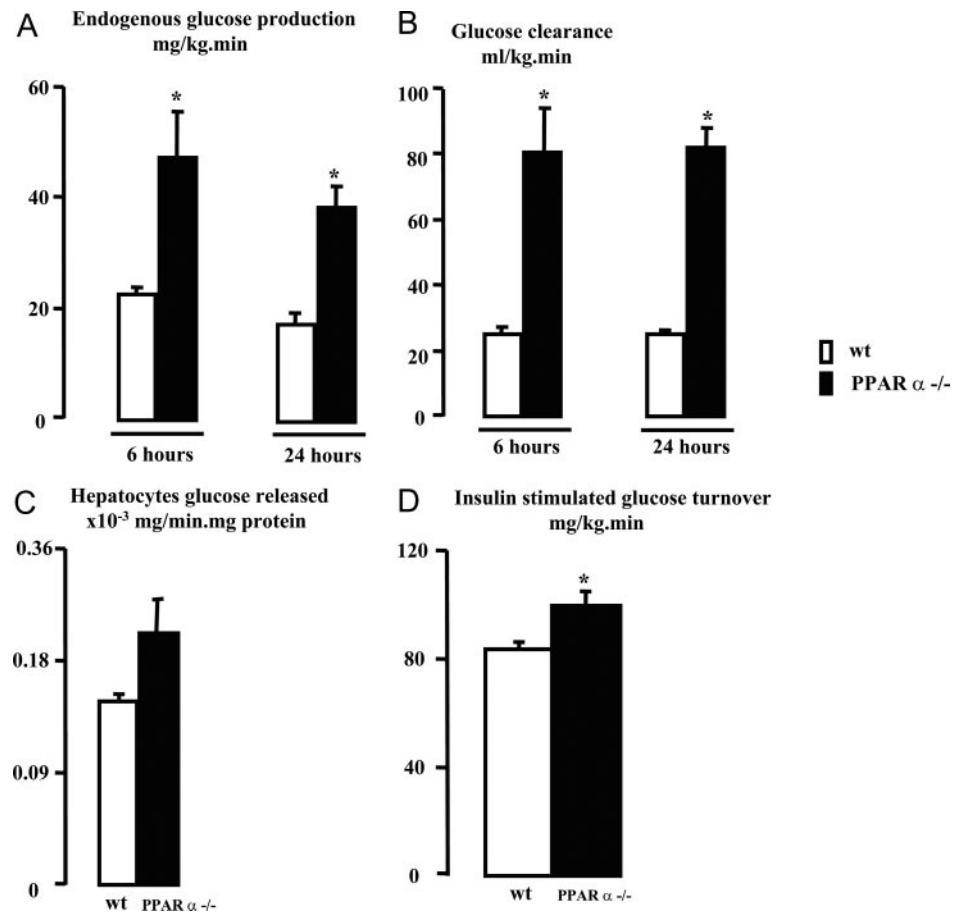 A
Endogenous glucose production
mg/kg.min
60
40
20
0
*
*
6 hours
24 hours
B
Glucose clearance
ml/kg.min
100
80
60
40
20
0
*
*
6 hours
24 hours
wt
PPAR α -/-
C
Hepatocytes glucose released
x10⁻³ mg/min.mg protein
0.36
0.18
0.09
0
wt PPAR α -/-
D
Insulin stimulated glucose turnover
mg/kg.min
120
80
40
0
*
wt PPAR α -/-